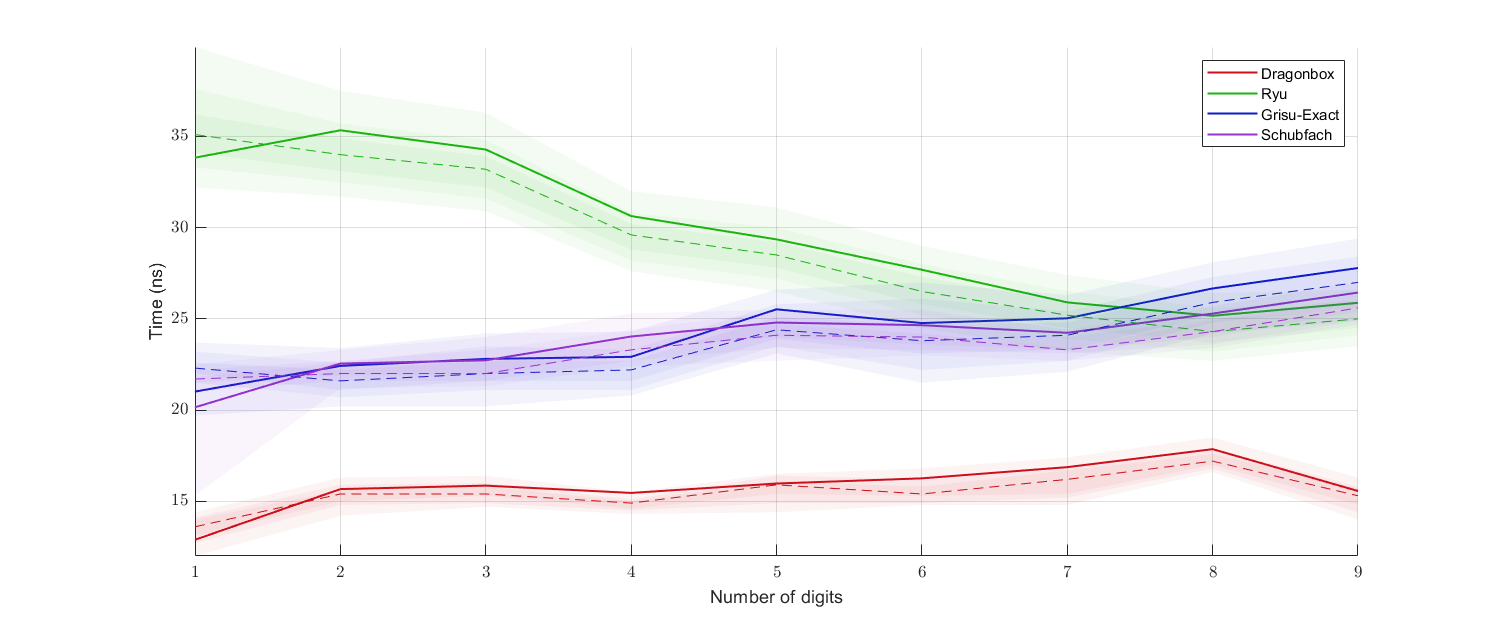 Dragonbox
Ryu
Grisu-Exact
Schubfach
Time (ns)
35
30
25
20
15
1 2 3 4 5 6 7 8 9
Number of digits